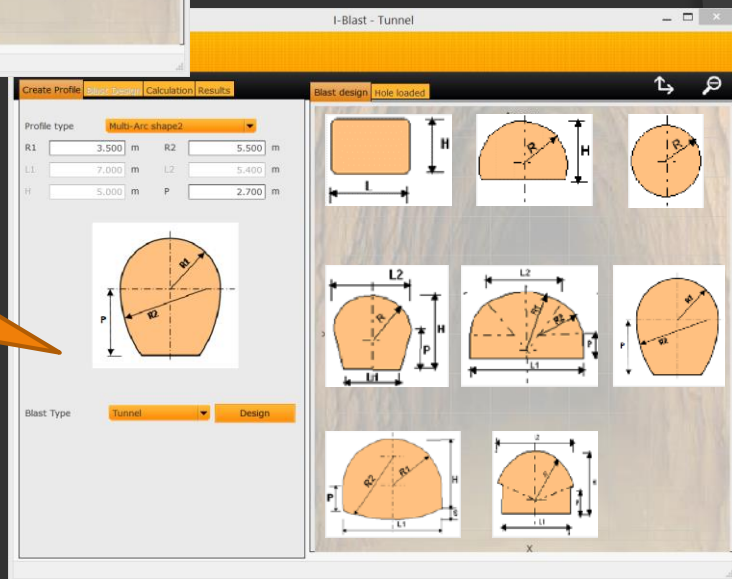 I-Blast - Tunnel
Create Profile Blast Design Calculation Results
Blast design Hole loaded
Profile type Multi-Arc shape2
R1 3.500 m R2 5.500 m
L1 7.000 m L2 5.400 m
H 5.000 m P 2.700 m
R1
R2
P
Blast Type Tunnel Design
H
L
R
H
R
L2
R
H
P
L1
L2
R1
R2
P
L1
R1
R2
P
R2
R1
H
P
L1
P
L1
X